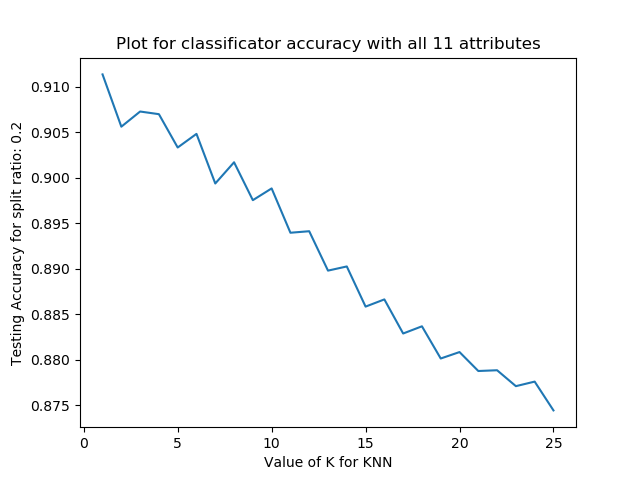 Plot for classificator accuracy with all 11 attributes
0.910
0.905
0.900
0.895
0.890
0.885
0.880
0.875
Testing Accuracy for split ratio: 0.2
0 5 10 15 20 25
Value of K for KNN